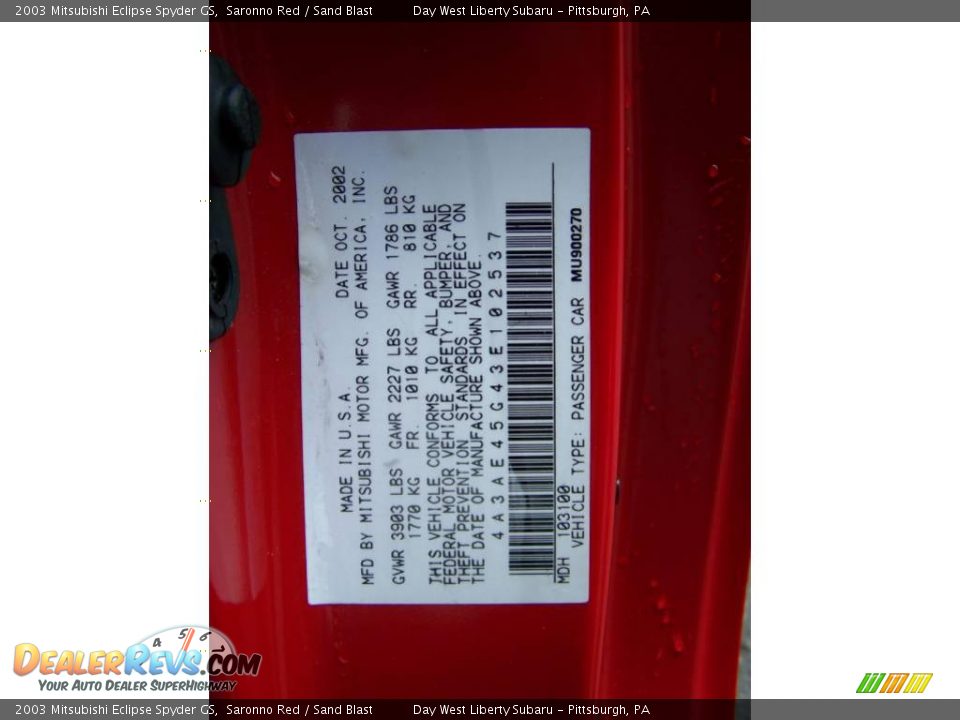 2003 Mitsubishi Eclipse Spyder GS, Saronno Red / Sand Blast Day West Liberty Subaru - Pittsburgh, PA
MADE IN U.S.A. DATE OCT. 2002
MFD BY MITSUBISHI MOTOR MFG. OF AMERICA, INC.
GVWR 3903 LBS GAWR 2227 LBS GAWR 1786 LBS
1770 KG FR. 1010 KG RR. 810 KG
THIS VEHICLE CONFORMS TO ALL APPLICABLE
FEDERAL MOTOR VEHICLE SAFETY, BUMPER, AND
THEFT PREVENTION STANDARDS IN EFFECT ON
THE DATE OF MANUFACTURE SHOWN ABOVE.
4A3AE45G43E102537
MDH 103100
VEHICLE TYPE: PASSENGER CAR MU900270
4 5 6
DEALERREVS.COM
YOUR AUTO DEALER SUPERHIGHWAY
2003 Mitsubishi Eclipse Spyder GS, Saronno Red / Sand Blast Day West Liberty Subaru - Pittsburgh, PA